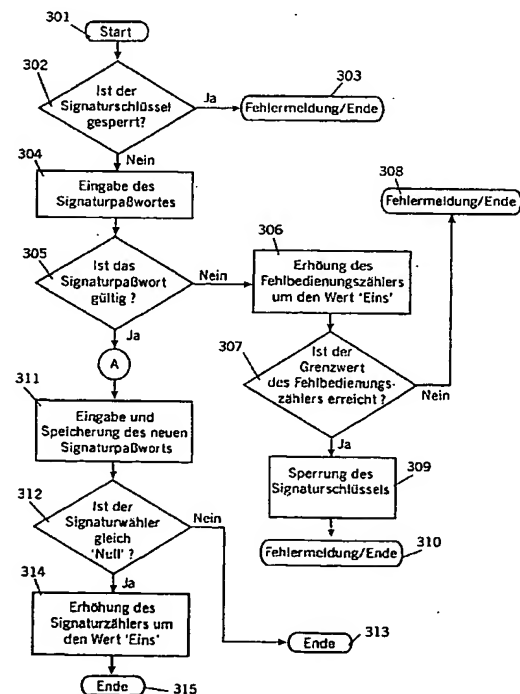 301
Start
302
Ist der
Signaturschlüssel
gesperrt?
Ja
303
Fehlermeldung/Ende
Nein
304
Eingabe des
Signaturpaßwortes
308
Fehlermeldung/Ende
305
Ist das
Signaturpaßwort
gültig ?
Nein
306
Erhöung des
Fehlbedienungszählers
um den Wert 'Eins'
Ja
A
307
Ist der
Grenzwert
des Fehlbedienungs-
zählers erreicht ?
Nein
311
Eingabe und
Speicherung des neuen
Signaturpaßworts
Ja
309
Sperrung des
Signaturschlüssels
312
Ist der
Signaturwähler
gleich
'Null' ?
Nein
Fehlermeldung/Ende
310
Ja
314
Erhöhung des
Signaturzählers um
den Wert 'Eins'
Ende
313
Ende
315